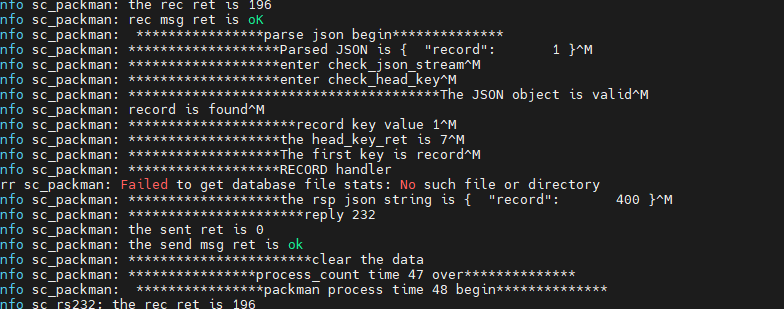 nfo sc_packman: the rec ret is 196
nfo sc_packman: rec msg ret is oK
nfo sc_packman:  ****************parse json begin**************
nfo sc_packman: *******************Parsed JSON is {  "record":       1 }^M
nfo sc_packman: *******************enter check_json_stream^M
nfo sc_packman: *******************enter check_head_key^M
nfo sc_packman: ***************************************The JSON object is valid^M
nfo sc_packman: record is found^M
nfo sc_packman: *********************record key value 1^M
nfo sc_packman: *******************the head_key_ret is 7^M
nfo sc_packman: *******************The first key is record^M
nfo sc_packman: *******************RECORD handler
rr sc_packman: Failed to get database file stats: No such file or directory
nfo sc_packman: *******************the rsp json string is {  "record":       400 }^M
nfo sc_packman: **********************reply 232
nfo sc_packman: the sent ret is 0
nfo sc_packman: the send msg ret is ok
nfo sc_packman: ***********************clear the data
nfo sc_packman: ****************process_count time 47 over**************
nfo sc_packman:  ****************packman process time 48 begin**************
nfo sc_rs232: the rec ret is 196